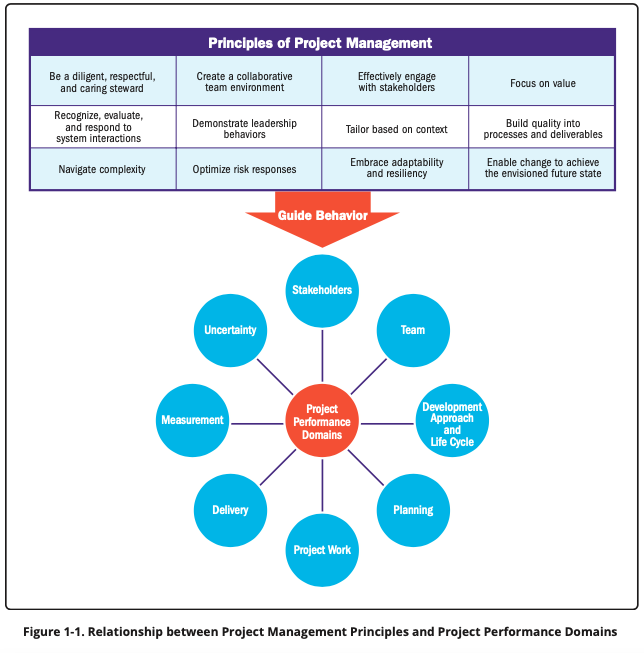 Principles of Project Management
Be a diligent, respectful,
and caring steward
Create a collaborative
team environment
Effectively engage
with stakeholders
Focus on value
Recognize, evaluate,
and respond to
system interactions
Demonstrate leadership
behaviors
Tailor based on context
Build quality into
processes and deliverables
Navigate complexity
Optimize risk responses
Embrace adaptability
and resiliency
Enable change to achieve
the envisioned future state
Guide Behavior
Stakeholders
Uncertainty
Team
Measurement
Project
Performance
Domains
Development
Approach
and
Life Cycle
Delivery
Planning
Project Work
Figure 1-1. Relationship between Project Management Principles and Project Performance Domains